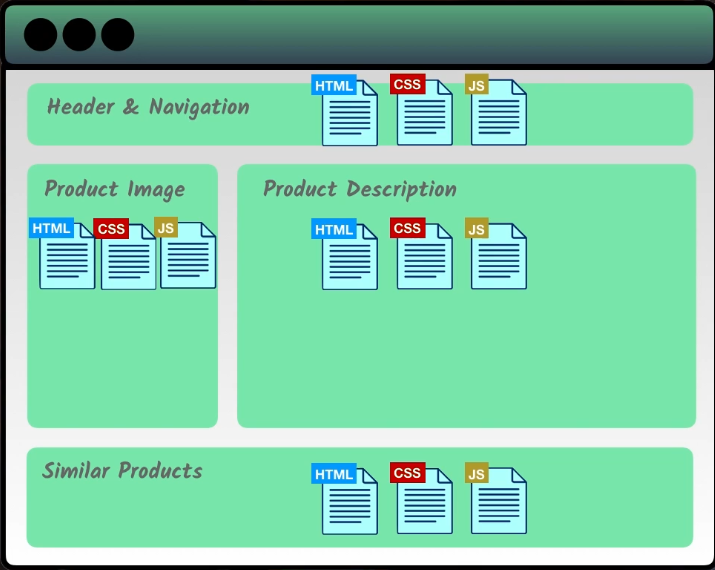 HTML CSS JS
Header & Navigation
Product Image
HTML CSS JS
Product Description
HTML CSS JS
Similar Products
HTML CSS JS